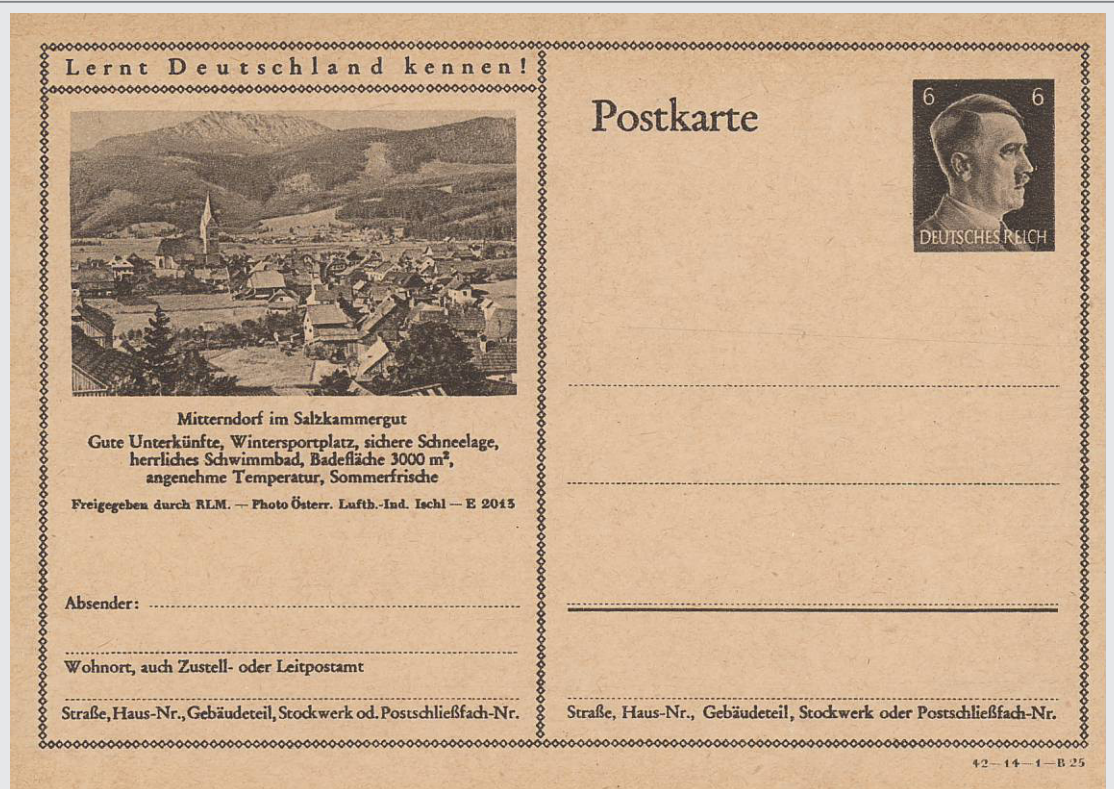 Lernt Deutschland kennen!
Mitterndorf im Salzkammergut
Gute Unterkünfte, Wintersportplatz, sichere Schneelage,
herrliches Schwimmbad, Badefläche 3000 m²,
angenehme Temperatur, Sommerfrische
Freigegeben durch RLM. — Photo Österr. Luftb.-Ind. Ischl — E 2013
Absender:
Wohnort, auch Zustell- oder Leitpostamt
Straße, Haus-Nr., Gebäudeteil, Stockwerk od. Postschließfach-Nr.
Postkarte
6 6
DEUTSCHES REICH
Straße, Haus-Nr., Gebäudeteil, Stockwerk oder Postschließfach-Nr.
42—14—1—B 25